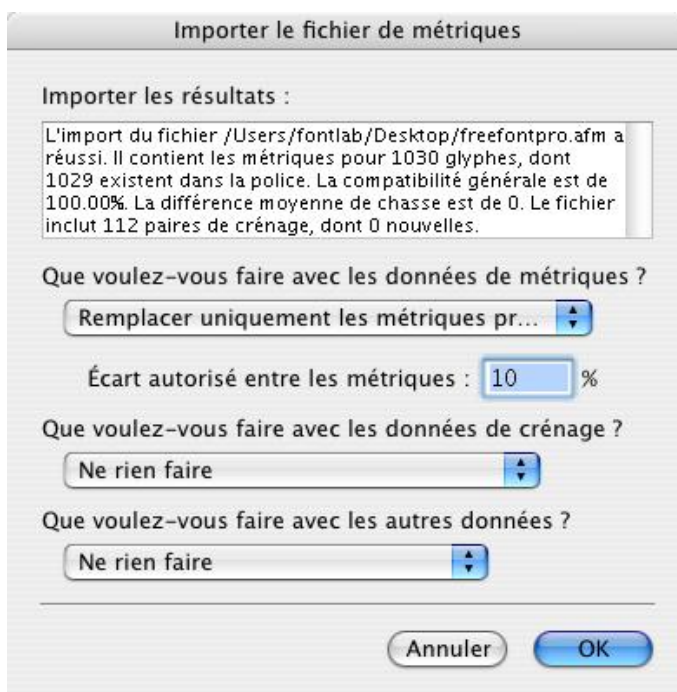 Importer le fichier de métriques
Importer les résultats :
L'import du fichier /Users/fontlab/Desktop/freefontpro.afm a
réussi. Il contient les métriques pour 1030 glyphes, dont
1029 existent dans la police. La compatibilité générale est de
100.00%. La différence moyenne de chasse est de 0. Le fichier
inclut 112 paires de crénage, dont 0 nouvelles.
Que voulez-vous faire avec les données de métriques ?
Remplacer uniquement les métriques pr...
Écart autorisé entre les métriques : 10 %
Que voulez-vous faire avec les données de crénage ?
Ne rien faire
Que voulez-vous faire avec les autres données ?
Ne rien faire
Annuler OK